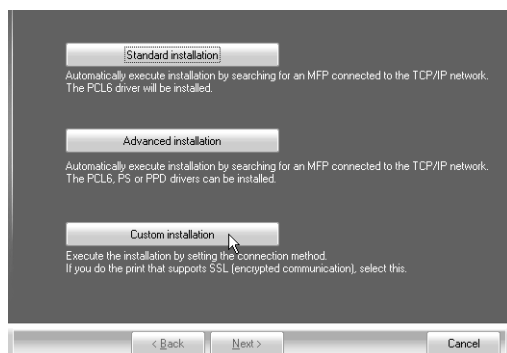 Standard installation
Automatically execute installation by searching for an MFP connected to the TCP/IP network.
The PCL6 driver will be installed.
Advanced installation
Automatically execute installation by searching for an MFP connected to the TCP/IP network.
The PCL6, PS or PPD drivers can be installed.
Custom installation
Execute the installation by setting the connection method.
If you do the print that supports SSL (encrypted communication), select this.
< Back Next > Cancel